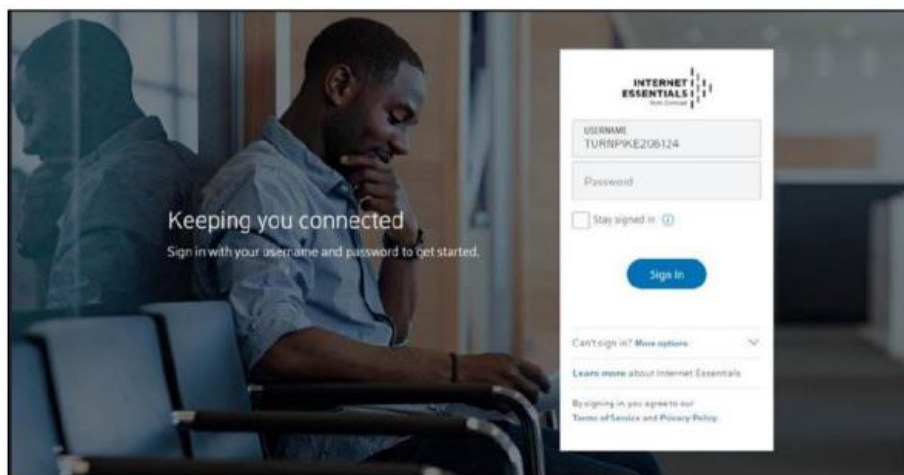 Keeping you connected
Sign in with your username and password to get started.
INTERNET
ESSENTIALS
from Comcast
USERNAME
TURNPIKE206124
Password
Stay signed in
Sign In
Can't sign in? More options
Learn more about Internet Essentials
By signing in, you agree to our
Terms of Service and Privacy Policy.